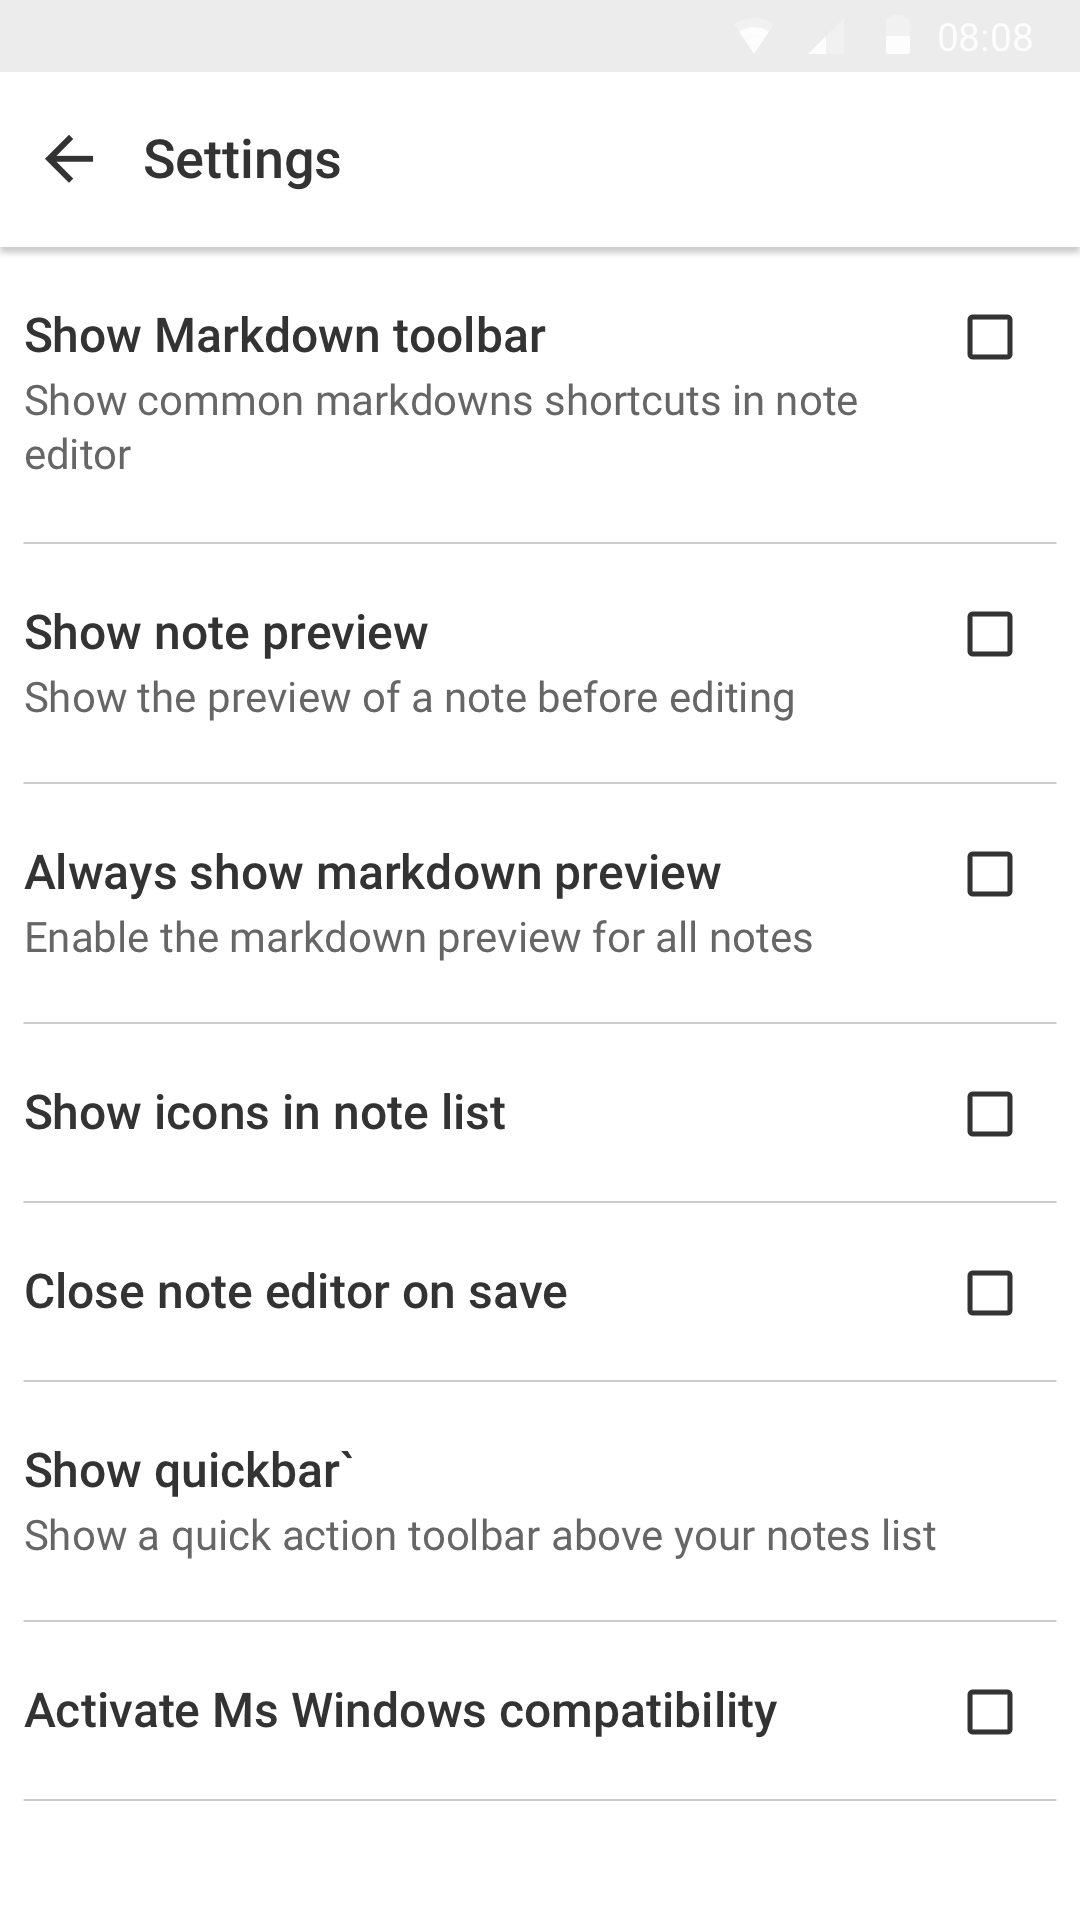 08:08
Settings
Show Markdown toolbar
Show common markdowns shortcuts in note
editor
Show note preview
Show the preview of a note before editing
Always show markdown preview
Enable the markdown preview for all notes
Show icons in note list
Close note editor on save
Show quickbar`
Show a quick action toolbar above your notes list
Activate Ms Windows compatibility